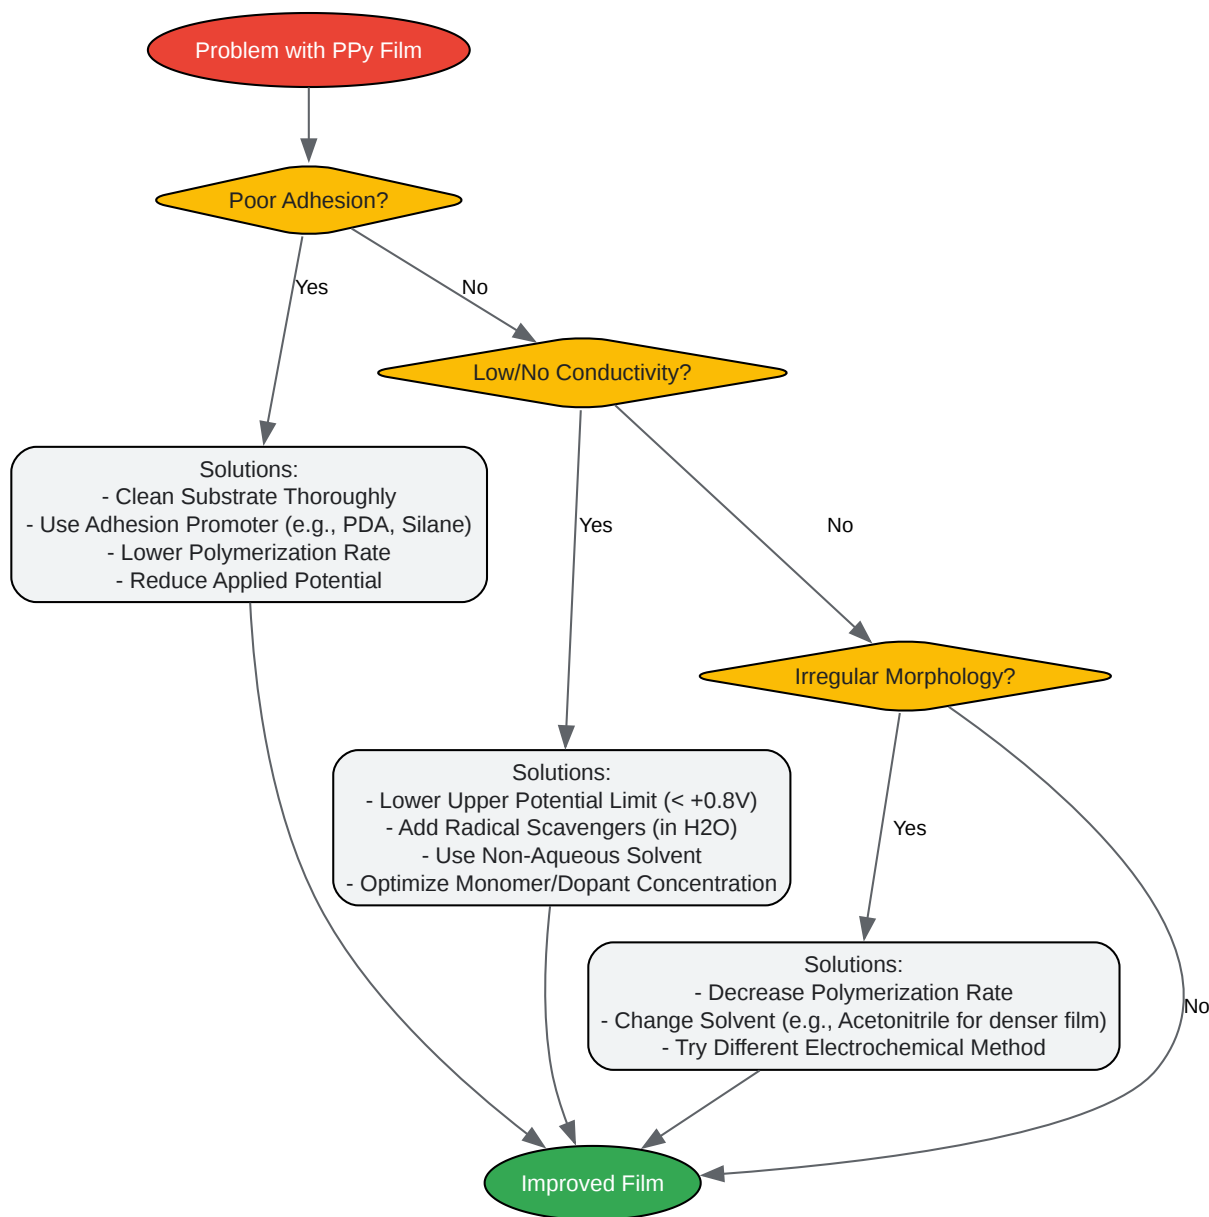 Problem with PPy Film
Poor Adhesion?
Yes
No
Low/No Conductivity?
Solutions:
- Clean Substrate Thoroughly
- Use Adhesion Promoter (e.g., PDA, Silane)
- Lower Polymerization Rate
- Reduce Applied Potential
Yes
No
Irregular Morphology?
Solutions:
- Lower Upper Potential Limit (< +0.8V)
- Add Radical Scavengers (in H2O)
- Use Non-Aqueous Solvent
- Optimize Monomer/Dopant Concentration
Yes
No
Solutions:
- Decrease Polymerization Rate
- Change Solvent (e.g., Acetonitrile for denser film)
- Try Different Electrochemical Method
Improved Film